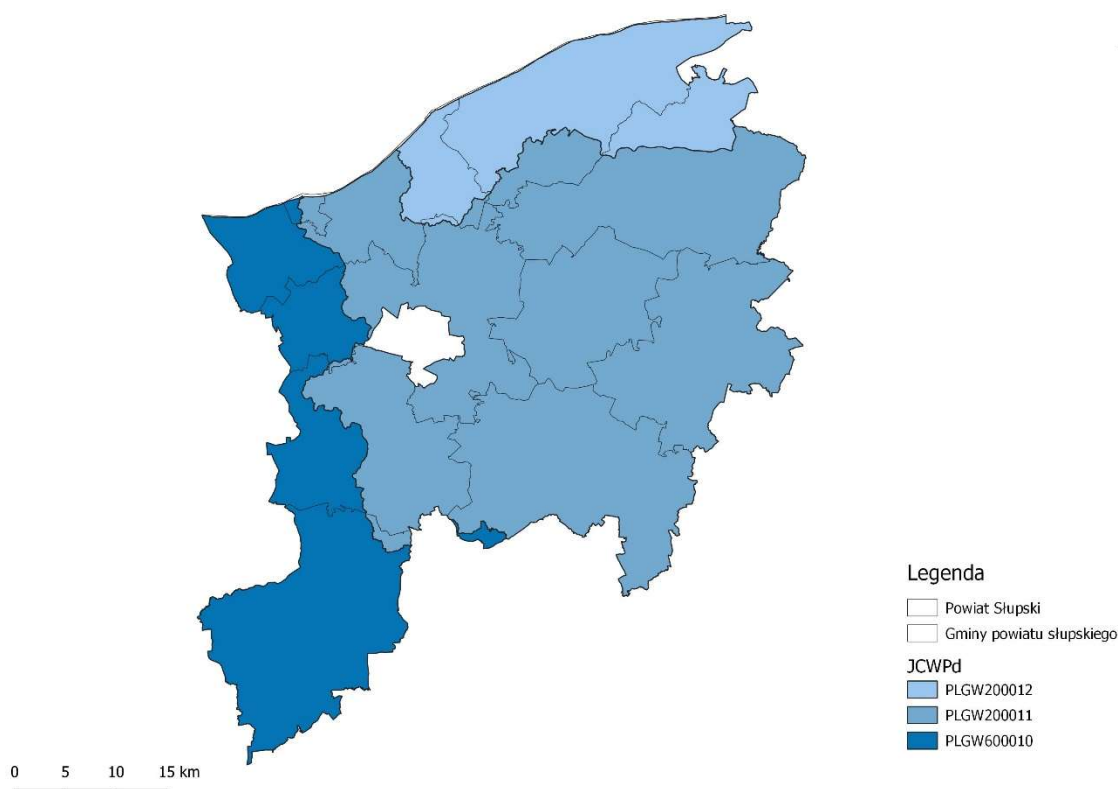 Legenda
Powiat Słupski
Gminy powiatu słupskiego
JCWPd
PLGW200012
PLGW200011
PLGW600010
0 5 10 15 km